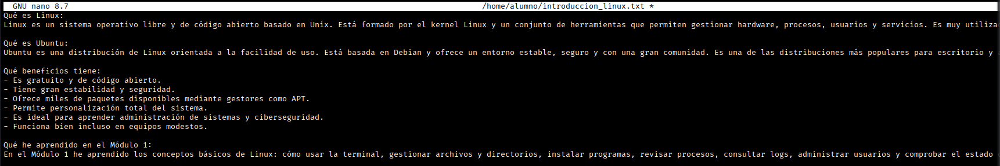 GNU nano 8.7 /home/alumno/introduccion_linux.txt *
Qué es Linux:
Linux es un sistema operativo libre y de código abierto basado en Unix. Está formado por el kernel Linux y un conjunto de herramientas que permiten gestionar hardware, procesos, usuarios y servicios. Es muy utiliza
Qué es Ubuntu:
Ubuntu es una distribución de Linux orientada a la facilidad de uso. Está basada en Debian y ofrece un entorno estable, seguro y con una gran comunidad. Es una de las distribuciones más populares para escritorio y
Qué beneficios tiene:
- Es gratuito y de código abierto.
- Tiene gran estabilidad y seguridad.
- Ofrece miles de paquetes disponibles mediante gestores como APT.
- Permite personalización total del sistema.
- Es ideal para aprender administración de sistemas y ciberseguridad.
- Funciona bien incluso en equipos modestos.
Qué he aprendido en el Módulo 1:
En el Módulo 1 he aprendido los conceptos básicos de Linux: cómo usar la terminal, gestionar archivos y directorios, instalar programas, revisar procesos, consultar logs, administrar usuarios y comprobar el estado